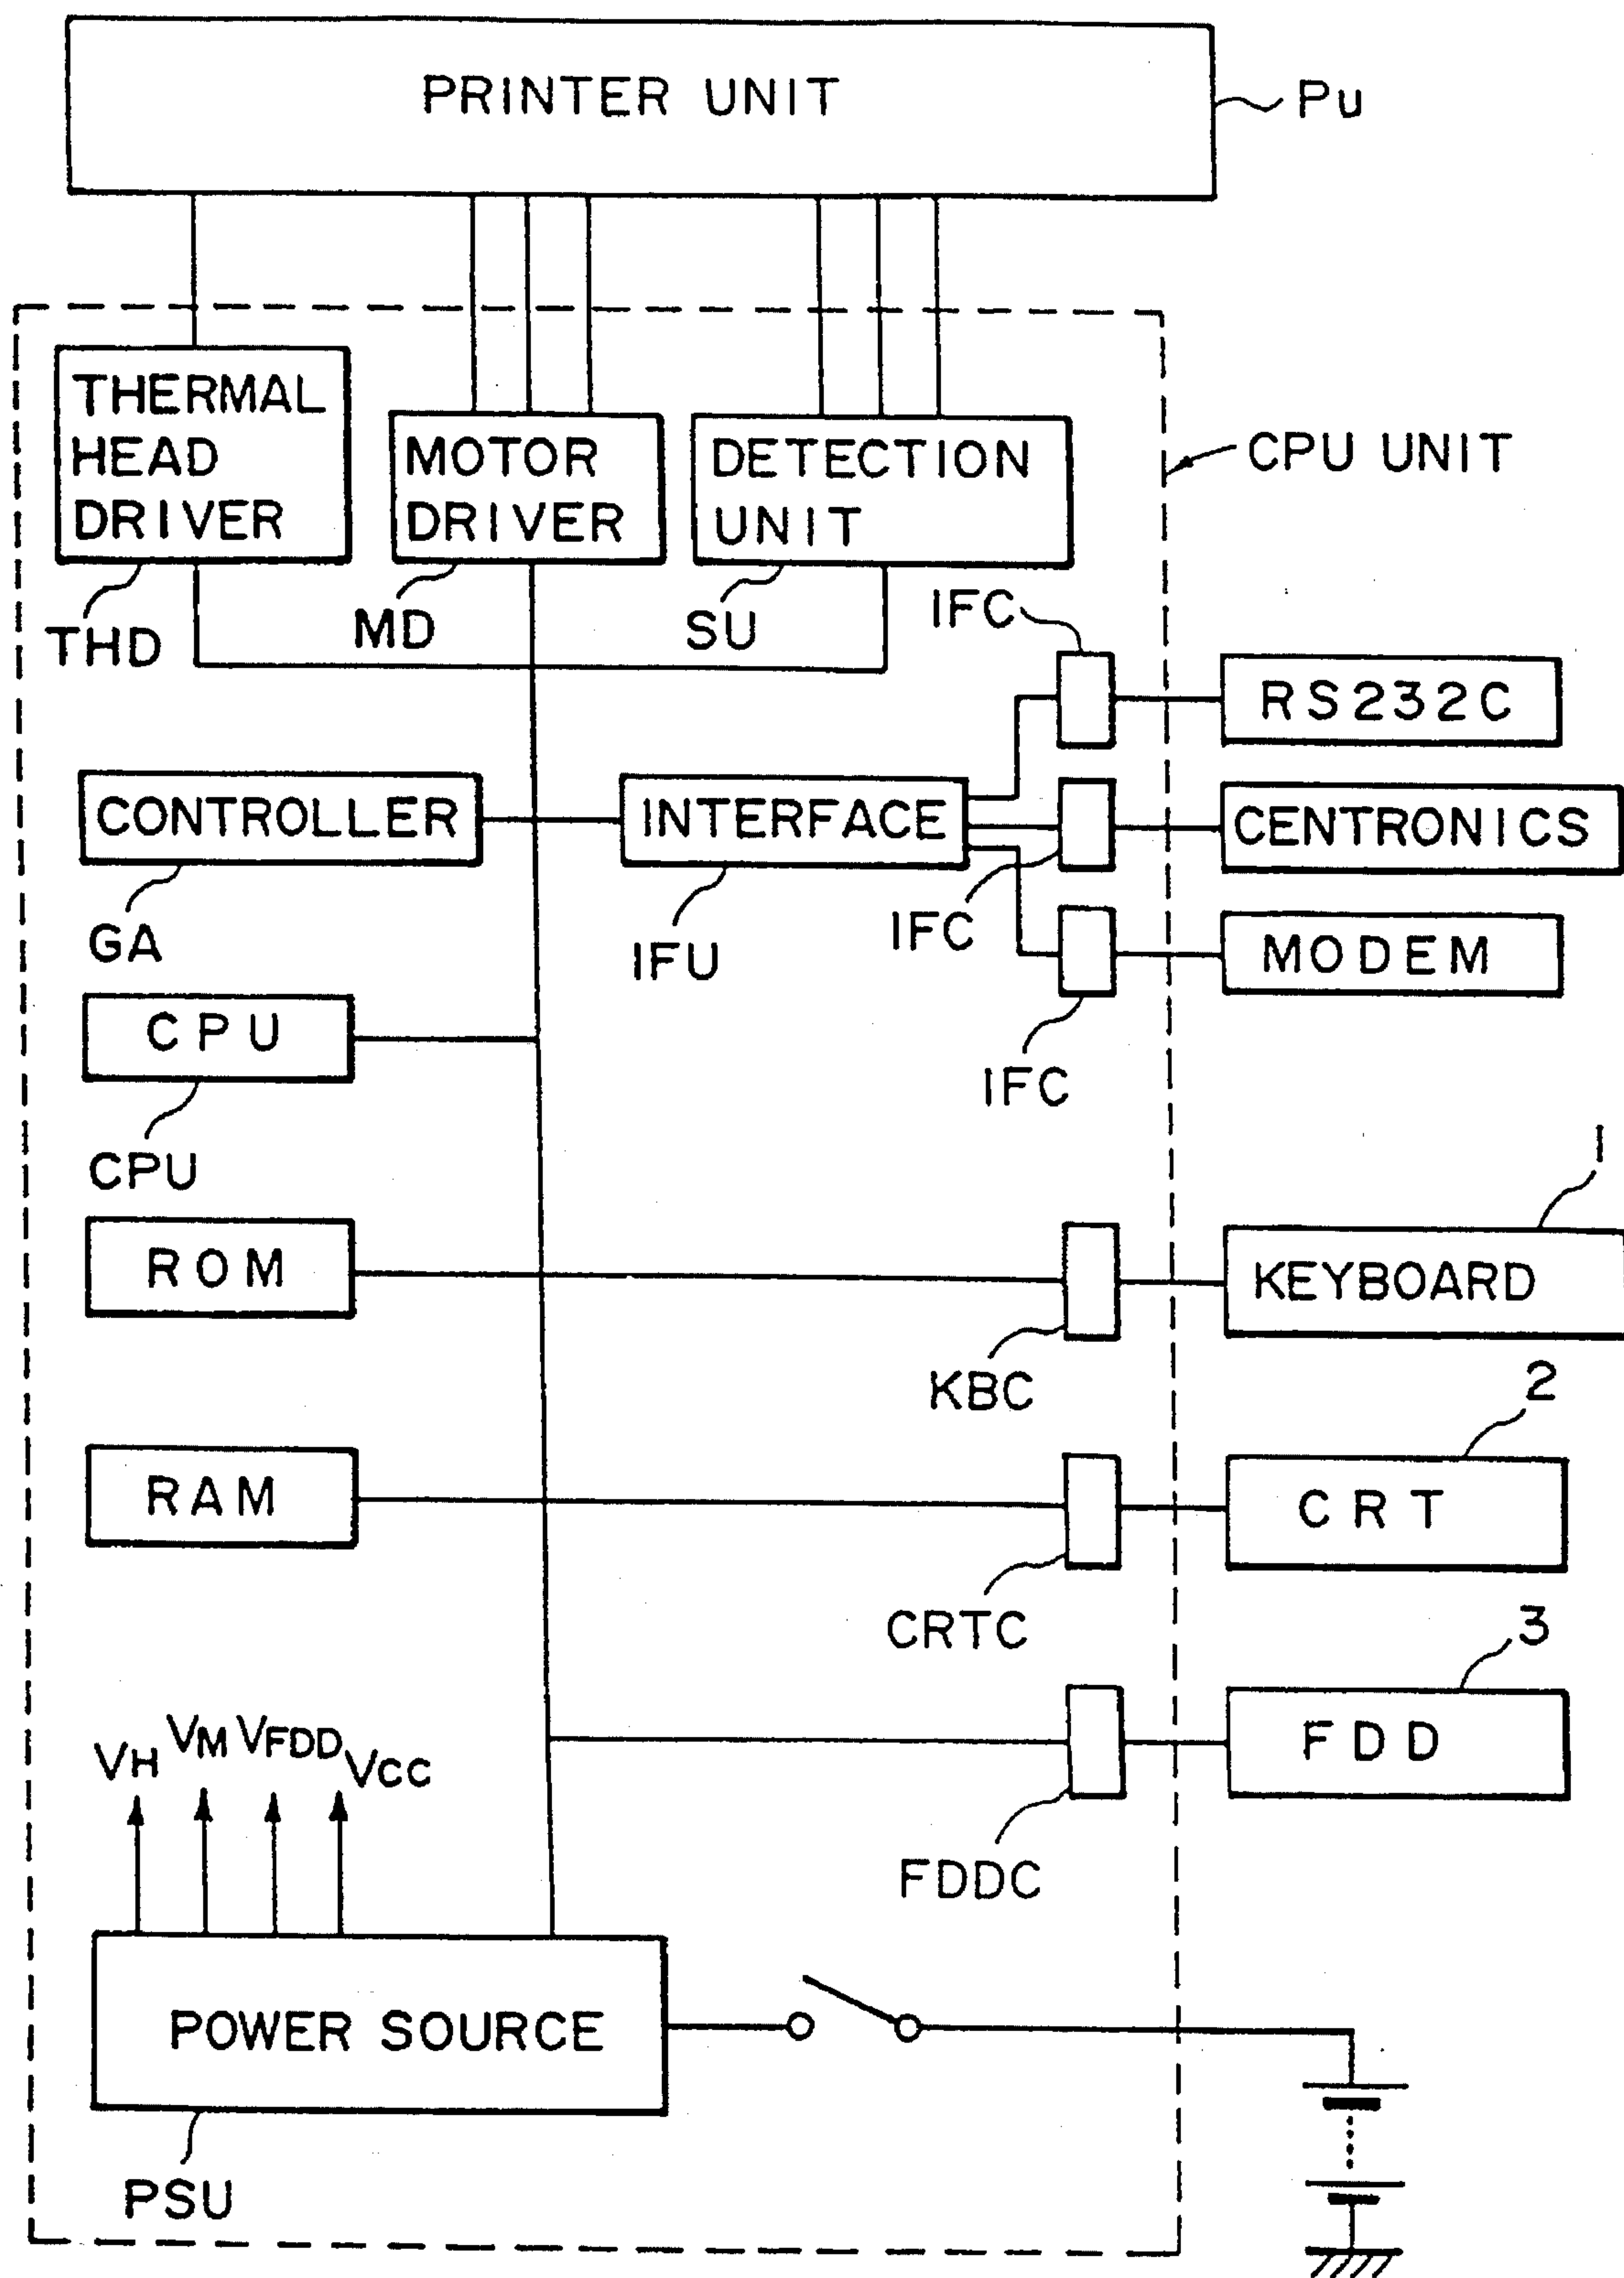 PRINTER UNIT
Pu
THERMAL
HEAD
DRIVER
MOTOR
DRIVER
DETECTION
UNIT
CPU UNIT
THD
MD
SU
IFC
RS232C
CONTROLLER
INTERFACE
CENTRONICS
GA
IFU
IFC
MODEM
CPU
IFC
CPU
1
ROM
KEYBOARD
KBC
2
RAM
CRT
CRTC
3
VH
VM
VFDD
VCC
FDD
FDDC
POWER SOURCE
PSU